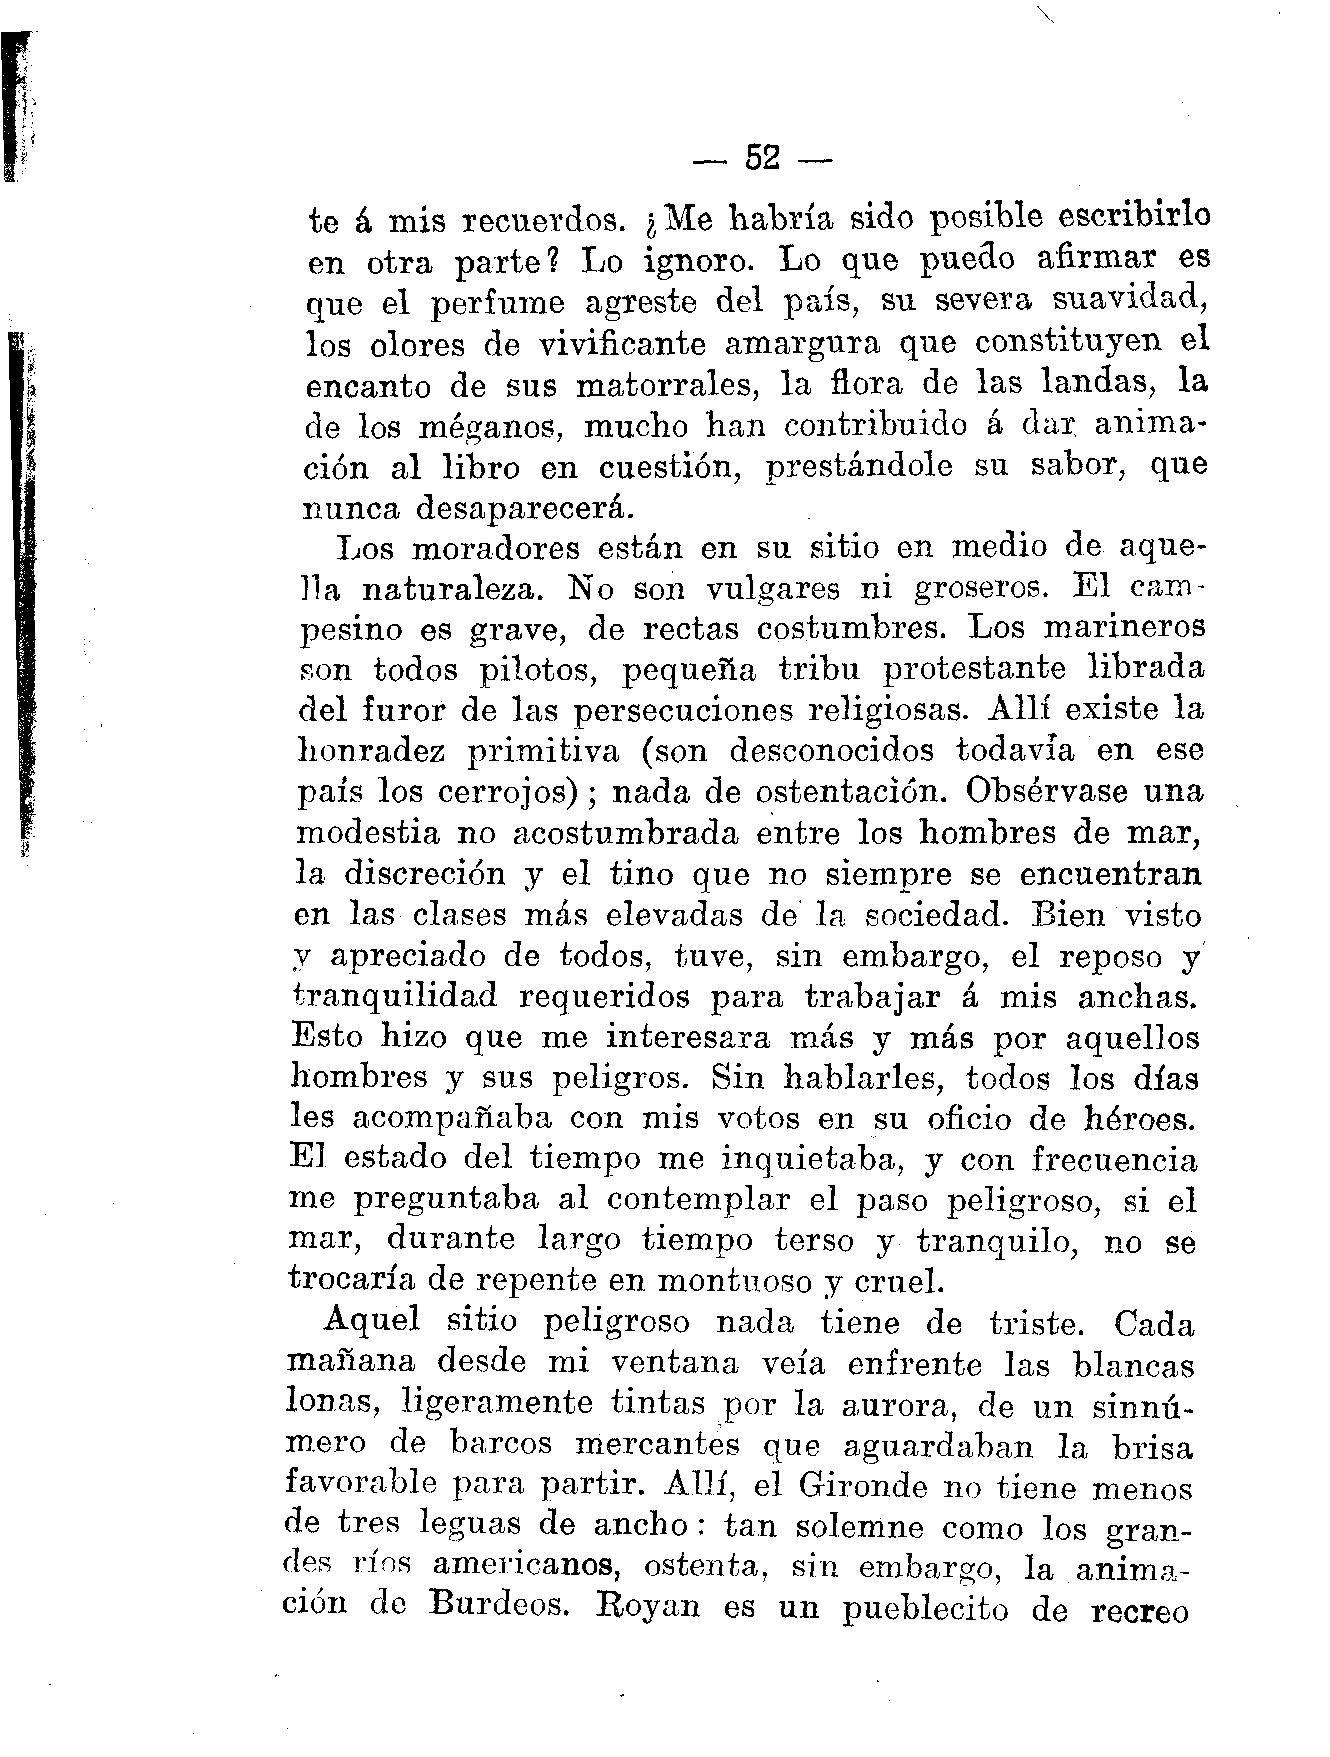 — 52 —
te á mis recuerdos. ¿Me habría sido posible escribirlo
en otra parte? Lo ignoro. Lo que puedo afirmar es
que el perfume agreste del país, su severa suavidad,
los olores de vivificante amargura que constituyen el
encanto de sus matorrales, la flora de las landas, la
de los méganos, mucho han contribuido á dar anima-
ción al libro en cuestión, prestándole su sabor, que
nunca desaparecerá.
Los moradores están en su sitio en medio de aque-
lla naturaleza. No son vulgares ni groseros. El cam-
pesino es grave, de rectas costumbres. Los marineros
son todos pilotos, pequeña tribu protestante librada
del furor de las persecuciones religiosas. Allí existe la
honradez primitiva (son desconocidos todavía en ese
país los cerrojos); nada de ostentación. Obsérvase una
modestia no acostumbrada entre los hombres de mar,
la discreción y el tino que no siempre se encuentran
en las clases más elevadas de la sociedad. Bien visto
y apreciado de todos, tuve, sin embargo, el reposo y
tranquilidad requeridos para trabajar á mis anchas.
Esto hizo que me interesara más y más por aquellos
hombres y sus peligros. Sin hablarles, todos los días
les acompañaba con mis votos en su oficio de héroes.
El estado del tiempo me inquietaba, y con frecuencia
me preguntaba al contemplar el paso peligroso, si el
mar, durante largo tiempo terso y tranquilo, no se
trocaría de repente en montuoso y cruel.
Aquel sitio peligroso nada tiene de triste. Cada
mañana desde mi ventana veía enfrente las blancas
lonas, ligeramente tintas por la aurora, de un sinnú-
mero de barcos mercantes que aguardaban la brisa
favorable para partir. Allí, el Gironde no tiene menos
de tres leguas de ancho: tan solemne como los gran-
des ríos americanos, ostenta, sin embargo, la anima-
ción de Burdeos. Royan es un pueblecito de recreo